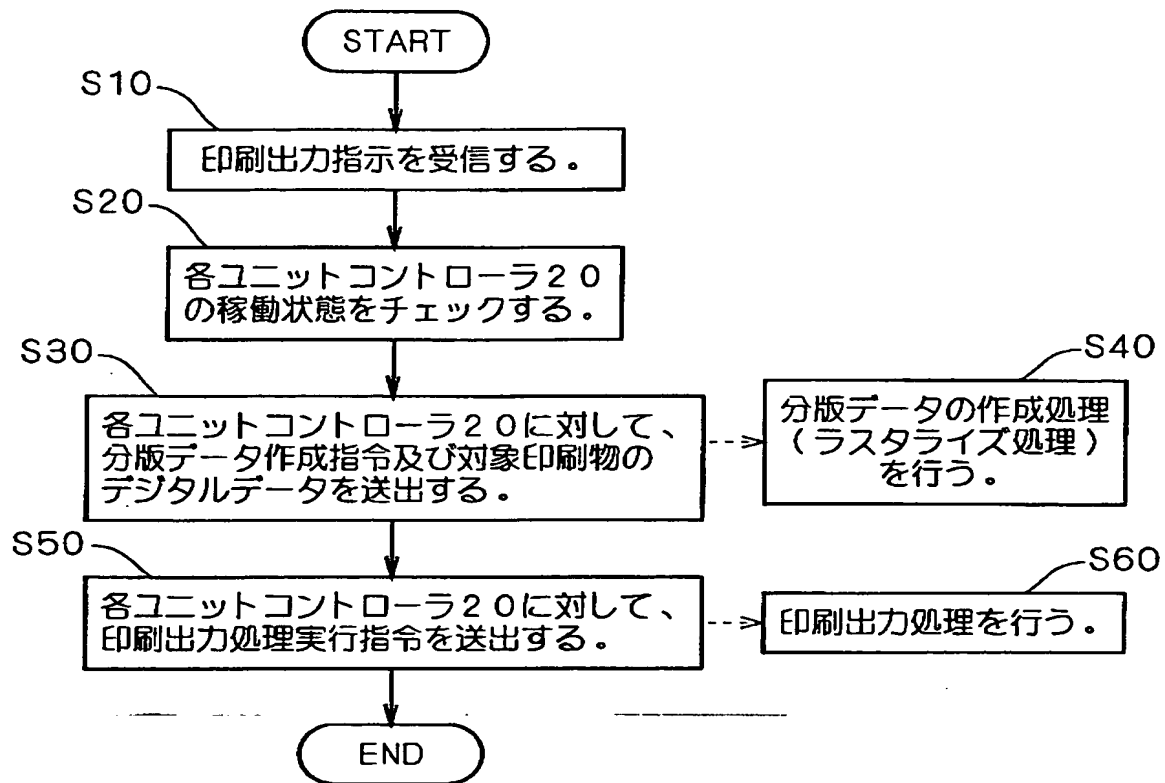 START
S10
印刷出力指示を受信する。
S20
各ユニットコントローラ20
の稼働状態をチェックする。
S30
各ユニットコントローラ20に対して、
分版データ作成指令及び対象印刷物の
デジタルデータを送出する。
S40
分版データの作成処理
(ラスタライズ処理)
を行う。
S50
各ユニットコントローラ20に対して、
印刷出力処理実行指令を送出する。
S60
印刷出力処理を行う。
END